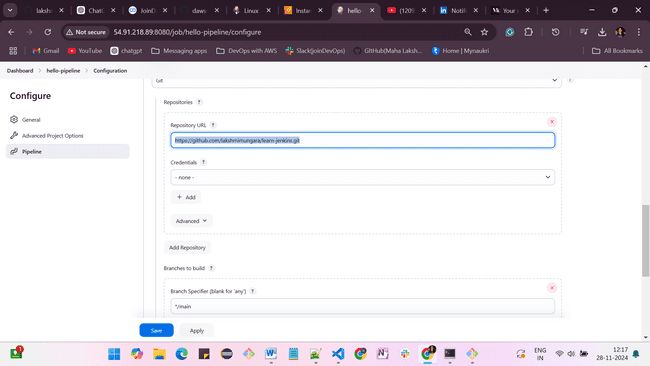 lakshm
ChatG
JoinD
daws
Linux
Instan
hello
(1209
Notifi
Your r
Not secure
54.91.218.89:8080/job/hello-pipeline/configure
Gmail
YouTube
chatgpt
Messaging apps
DevOps with AWS
Slack(JoinDevOps)
GitHub(Maha Laksh...
Home | Mynaukri
All Bookmarks
Dashboard > hello-pipeline > Configuration
Configure
General
Advanced Project Options
Pipeline
Git
Repositories ?
Repository URL ?
https://github.com/lakshmimungara/learn-jenkins.git
Credentials ?
- none -
+ Add
Advanced
Add Repository
Branches to build ?
Branch Specifier (blank for 'any') ?
*/main
Save
Apply
ENG
IN
12:17
28-11-2024